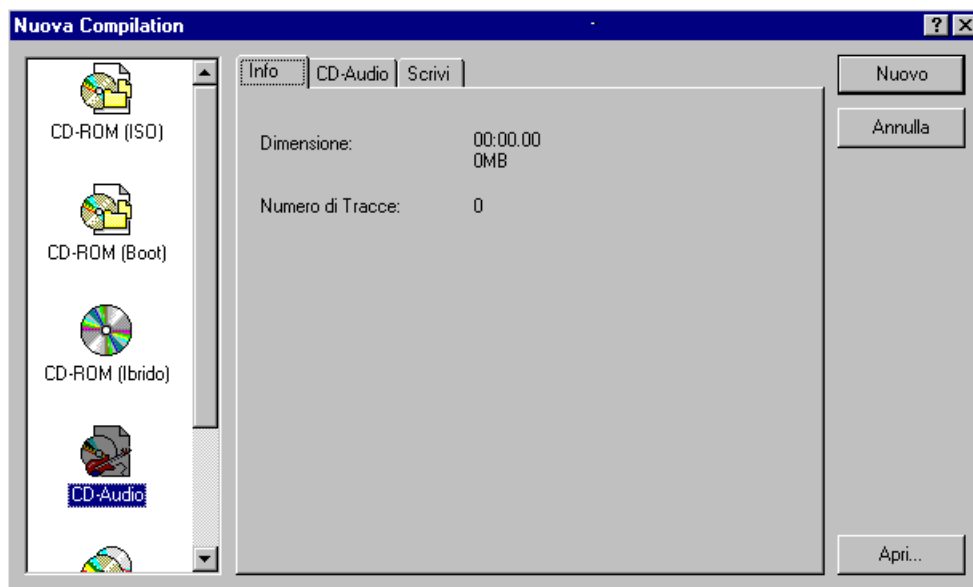 Nuova Compilation
CD-ROM (ISO)
CD-ROM (Boot)
CD-ROM (Ibrido)
CD-Audio
Info CD-Audio Scrivi
Dimensione: 00:00.00
0MB
Numero di Tracce: 0
Nuovo
Annulla
Apri...